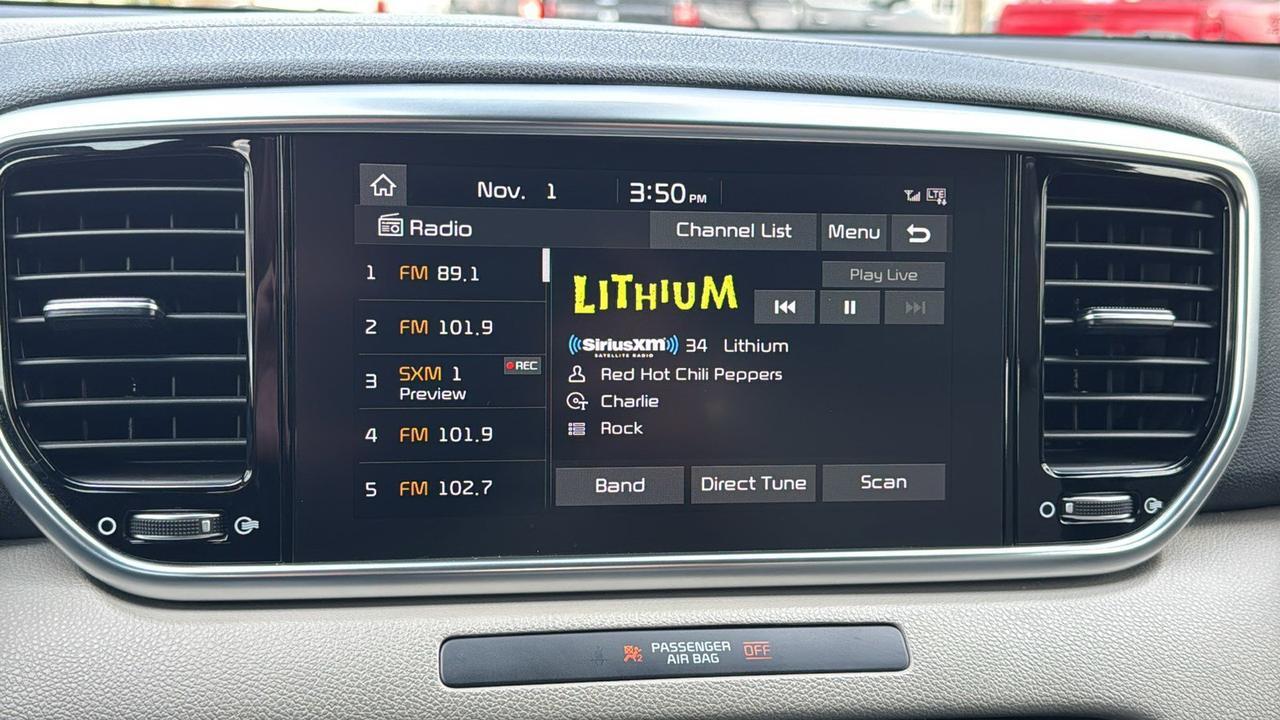 Nov. 1 3:50 PM LTE
Radio Channel List Menu
1 FM 89.1
2 FM 101.9
3 SXM 1 REC
Preview
4 FM 101.9
5 FM 102.7
LITHIUM
Play Live
((SiriusXM)) 34 Lithium
SATELLITE RADIO
Red Hot Chili Peppers
Charlie
Rock
Band Direct Tune Scan
PASSENGER
AIR BAG OFF